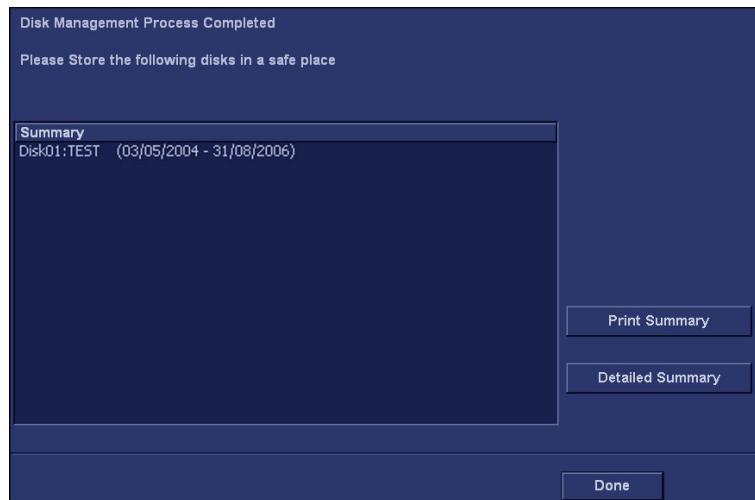 Disk Management Process Completed
Please Store the following disks in a safe place
Summary
Disk01:TEST (03/05/2004 - 31/08/2006)
Print Summary
Detailed Summary
Done